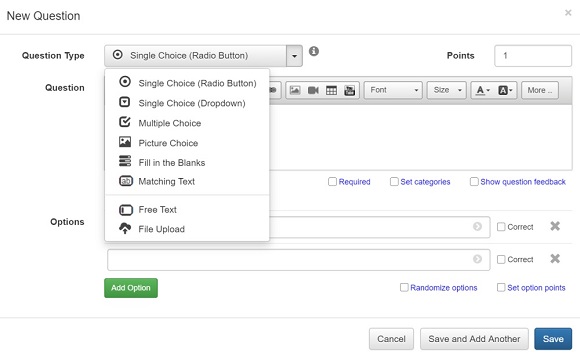 New Question ×
Question Type Single Choice (Radio Button) Points 1
Single Choice (Radio Button)
Question Font Size A A More ..
Single Choice (Dropdown)
Multiple Choice
Picture Choice
Fill in the Blanks
ab Matching Text
Required Set categories Show question feedback
Free Text
Options Correct
File Upload
Correct
Add Option Randomize options Set option points
Cancel Save and Add Another Save